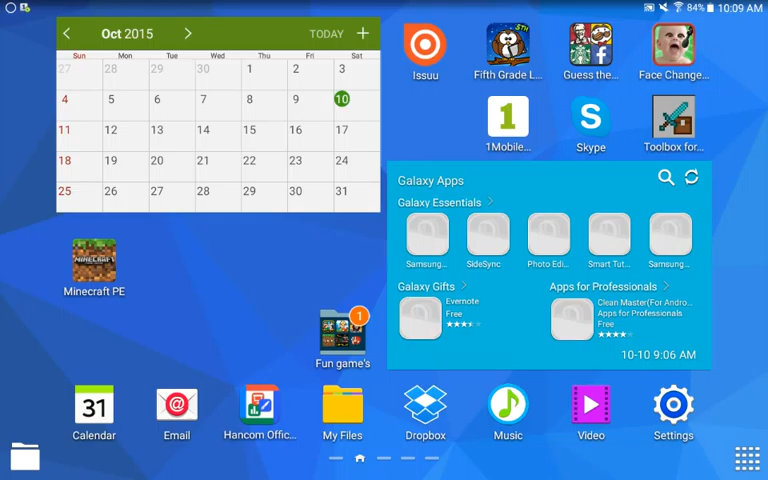 84% 10:09 AM
Oct 2015 TODAY +
Sun Mon Tue Wed Thu Fri Sat
27 28 29 30 1 2 3
4 5 6 7 8 9 10
11 12 13 14 15 16 17
18 19 20 21 22 23 24
25 26 27 28 29 30 31
Issuu
5TH
Fifth Grade L...
Guess the...
Face Change...
1
1Mobile...
Skype
Toolbox for...
Galaxy Apps
Galaxy Essentials
Samsung...
SideSync
Photo Edi...
Smart Tut...
Samsung...
Galaxy Gifts
Evernote
Free
Apps for Professionals
Clean Master(For Andro...
Apps for Professionals
Free
10-10 9:06 AM
MINECRAFT
Minecraft PE
1
Fun game's
31
Calendar
Email
Hancom Offic...
My Files
Dropbox
Music
Video
Settings